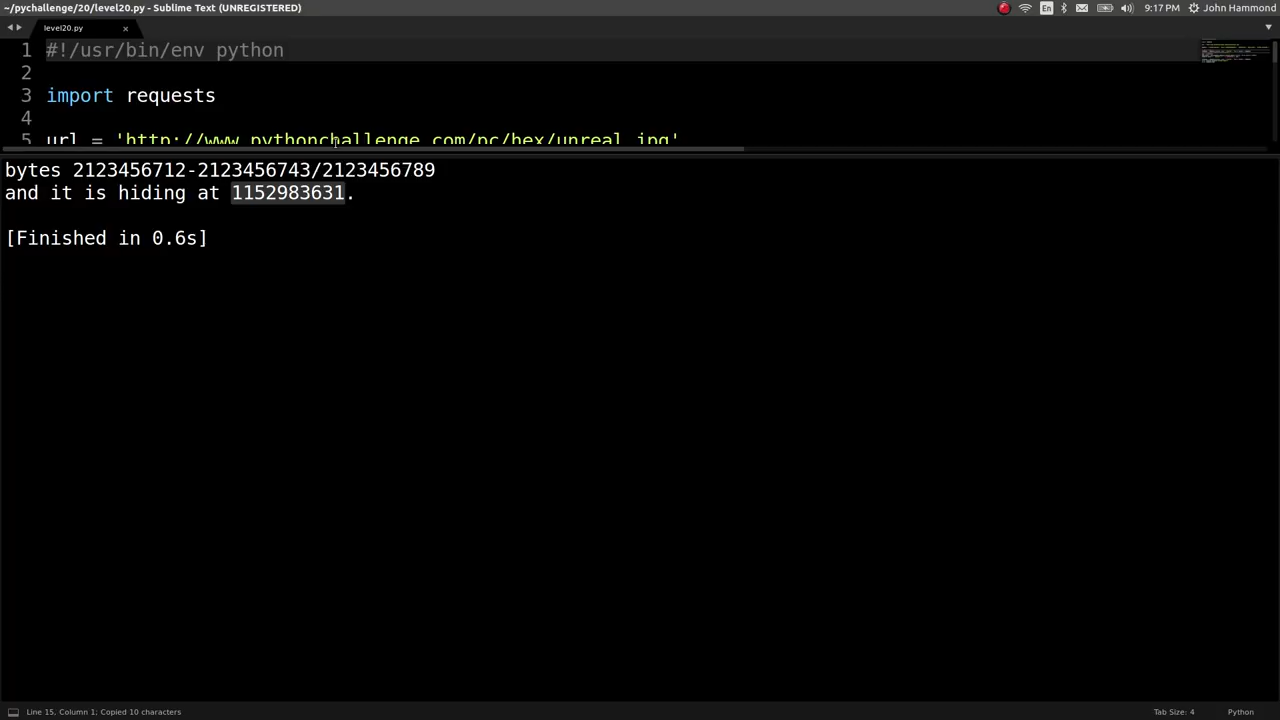 ~/pychallenge/20/level20.py - Sublime Text (UNREGISTERED)
En
9:17 PM
John Hammond
level20.py
1 #!/usr/bin/env python
2
3 import requests
4
5 url = 'http://www.pythonchallenge.com/pc/hex/unreal.jpg'
bytes 2123456712-2123456743/2123456789
and it is hiding at 1152983631.
[Finished in 0.6s]
Line 15, Column 1; Copied 10 characters
Tab Size: 4
Python